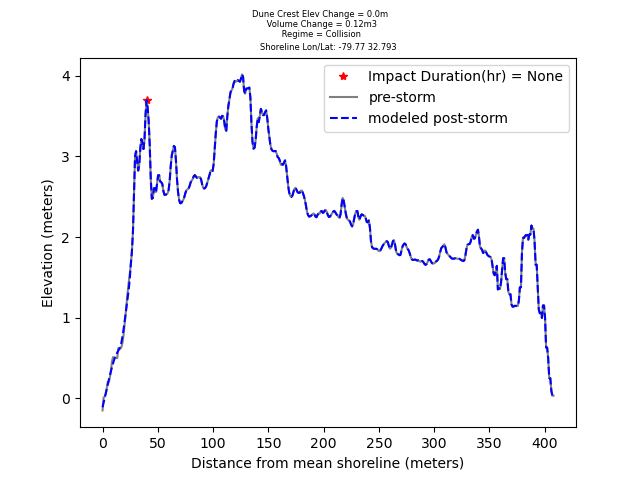 Dune Crest Elev Change = 0.0m
Volume Change = 0.12m3
Regime = Collision
Shoreline Lon/Lat: -79.77 32.793
Impact Duration(hr) = None
pre-storm
modeled post-storm
Elevation (meters)
4
3
2
1
0
0 50 100 150 200 250 300 350 400
Distance from mean shoreline (meters)